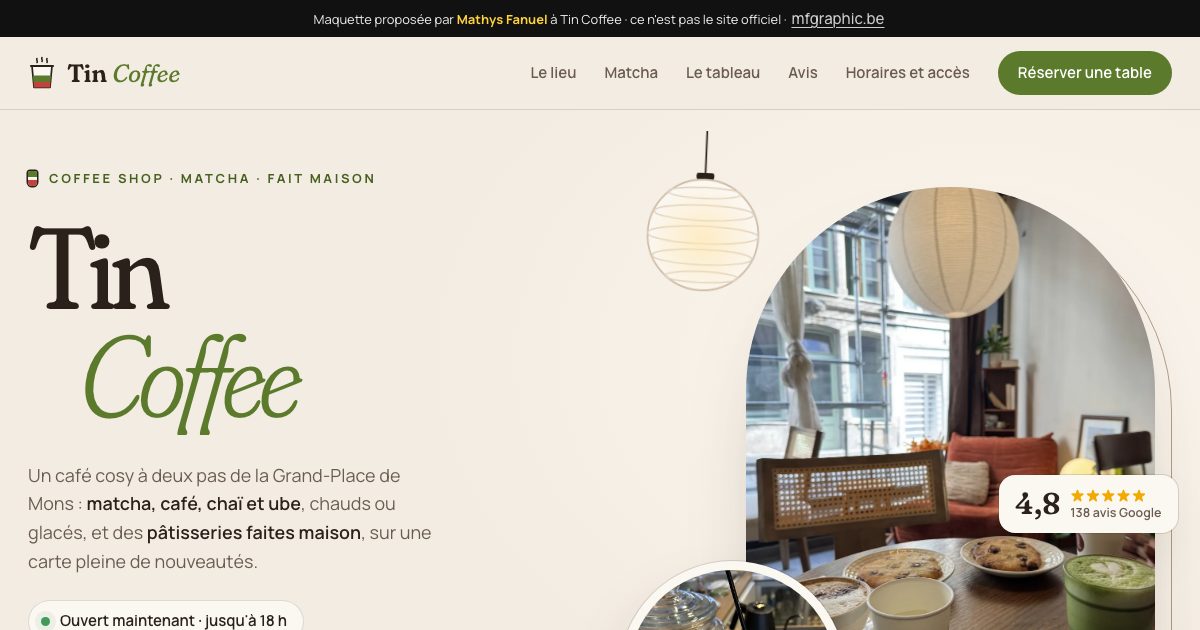 Maquette proposée par Mathys Fanuel à Tin Coffee · ce n'est pas le site officiel · mfgraphic.be
Tin Coffee
Le lieu
Matcha
Le tableau
Avis
Horaires et accès
Réserver une table
COFFEE SHOP · MATCHA · FAIT MAISON
Tin
Coffee
Un café cosy à deux pas de la Grand-Place de
Mons : matcha, café, chaï et ube, chauds ou
glacés, et des pâtisseries faites maison, sur une
carte pleine de nouveautés.
Ouvert maintenant · jusqu'à 18 h
4,8
138 avis Google